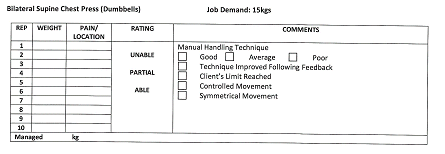 Bilateral Supine Chest Press (Dumbbells) Job Demand: 15kgs
REP WEIGHT PAIN/ LOCATION RATING COMMENTS
1
2
3
4
5
6
7
8
9
10
UNABLE
PARTIAL
ABLE
Manual Handling Technique
Good Average Poor
Technique Improved Following Feedback
Client's Limit Reached
Controlled Movement
Symmetrical Movement
Managed kg